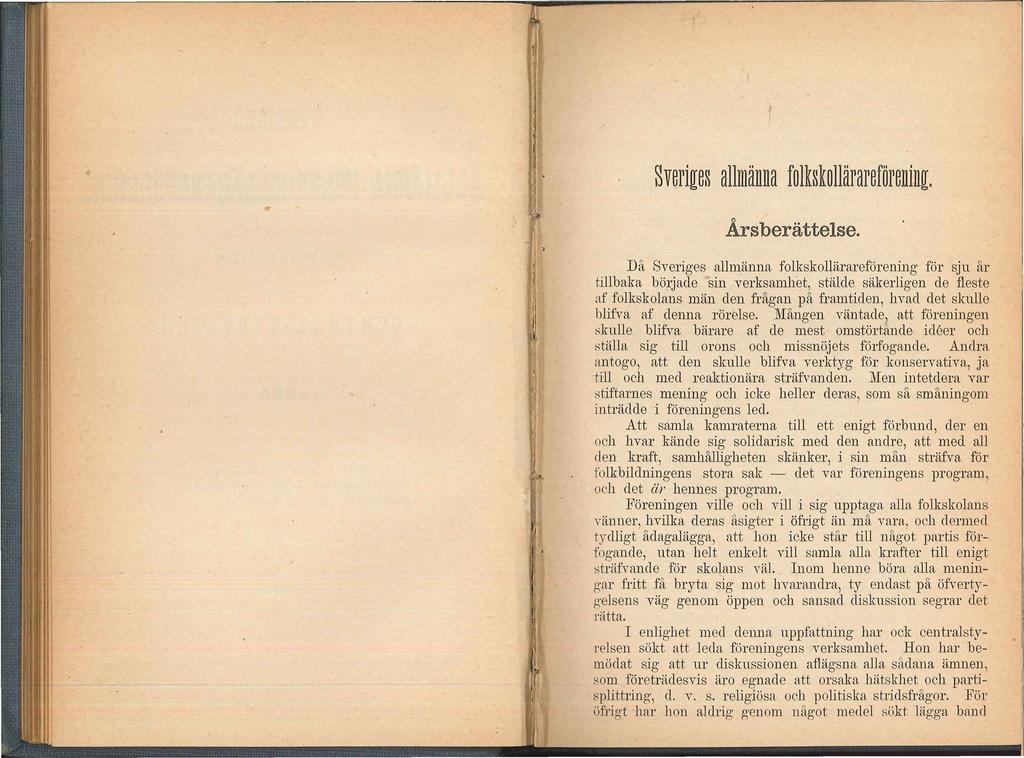 Sveriges allmänna folkskollärareförening.
Årsberättelse.
Då Sveriges allmänna folkskollärareförening för sju år
tillbaka började sin verksamhet, stälde säkerligen de fleste
af folkskolans män den frågan på framtiden, hvad det skulle
blifva af denna rörelse. Mången väntade, att föreningen
skulle blifva bärare af de mest omstörtande idéer och
ställa sig till orons och missnöjets förfogande. Andra
antogo, att den skulle blifva verktyg för konservativa, ja
till och med reaktionära sträfvanden. Men intetdera var
stiftarnes mening och icke heller deras, som så småningom
inträdde i föreningens led.
Att samla kamraterna till ett enigt förbund, der en
och hvar kände sig solidarisk med den andre, att med all
den kraft, samhälligheten skänker, i sin mån sträfva för
folkbildningens stora sak — det var föreningens program,
och det är hennes program.
Föreningen ville och vill i sig upptaga alla folkskolans
vänner, hvilka deras åsigter i öfrigt än må vara, och dermed
tydligt ådagalägga, att hon icke står till något partis för-
fogande, utan helt enkelt vill samla alla krafter till enigt
sträfvande för skolans väl. Inom henne böra alla menin-
gar fritt få bryta sig mot hvarandra, ty endast på öfverty-
gelsens väg genom öppen och sansad diskussion segrar det
rätta.
I enlighet med denna uppfattning har ock centralsty-
relsen sökt att leda föreningens verksamhet. Hon har be-
mödat sig att ur diskussionen aflägsna alla sådana ämnen,
som företrädesvis äro egnade att orsaka hätskhet och parti-
splittring, d. v. s. religiösa och politiska stridsfrågor. För
öfrigt har hon aldrig genom något medel sökt lägga band